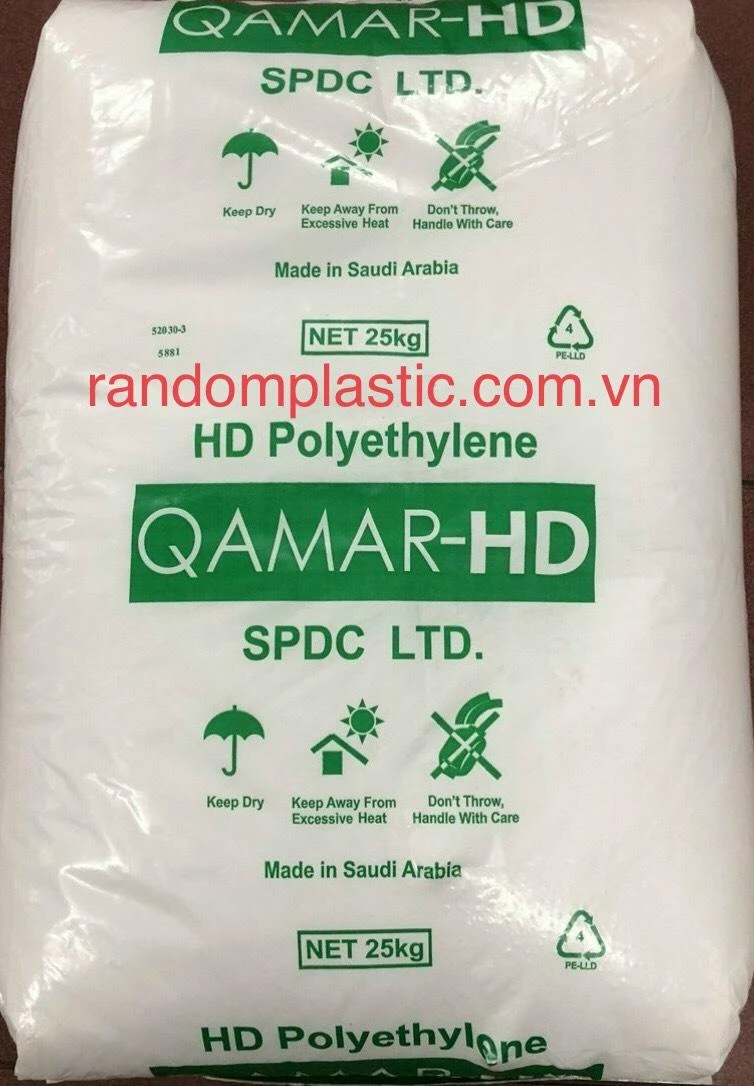 QAMAR-HD
SPDC LTD.
Keep Dry
Keep Away From
Excessive Heat
Don't Throw,
Handle With Care
Made in Saudi Arabia
52030-3
5881
NET 25kg
4
PE-LLD
randomplastic.com.vn
HD Polyethylene
QAMAR-HD
SPDC LTD.
Keep Dry
Keep Away From
Excessive Heat
Don't Throw,
Handle With Care
Made in Saudi Arabia
NET 25kg
4
PE-LLD
HD Polyethylene